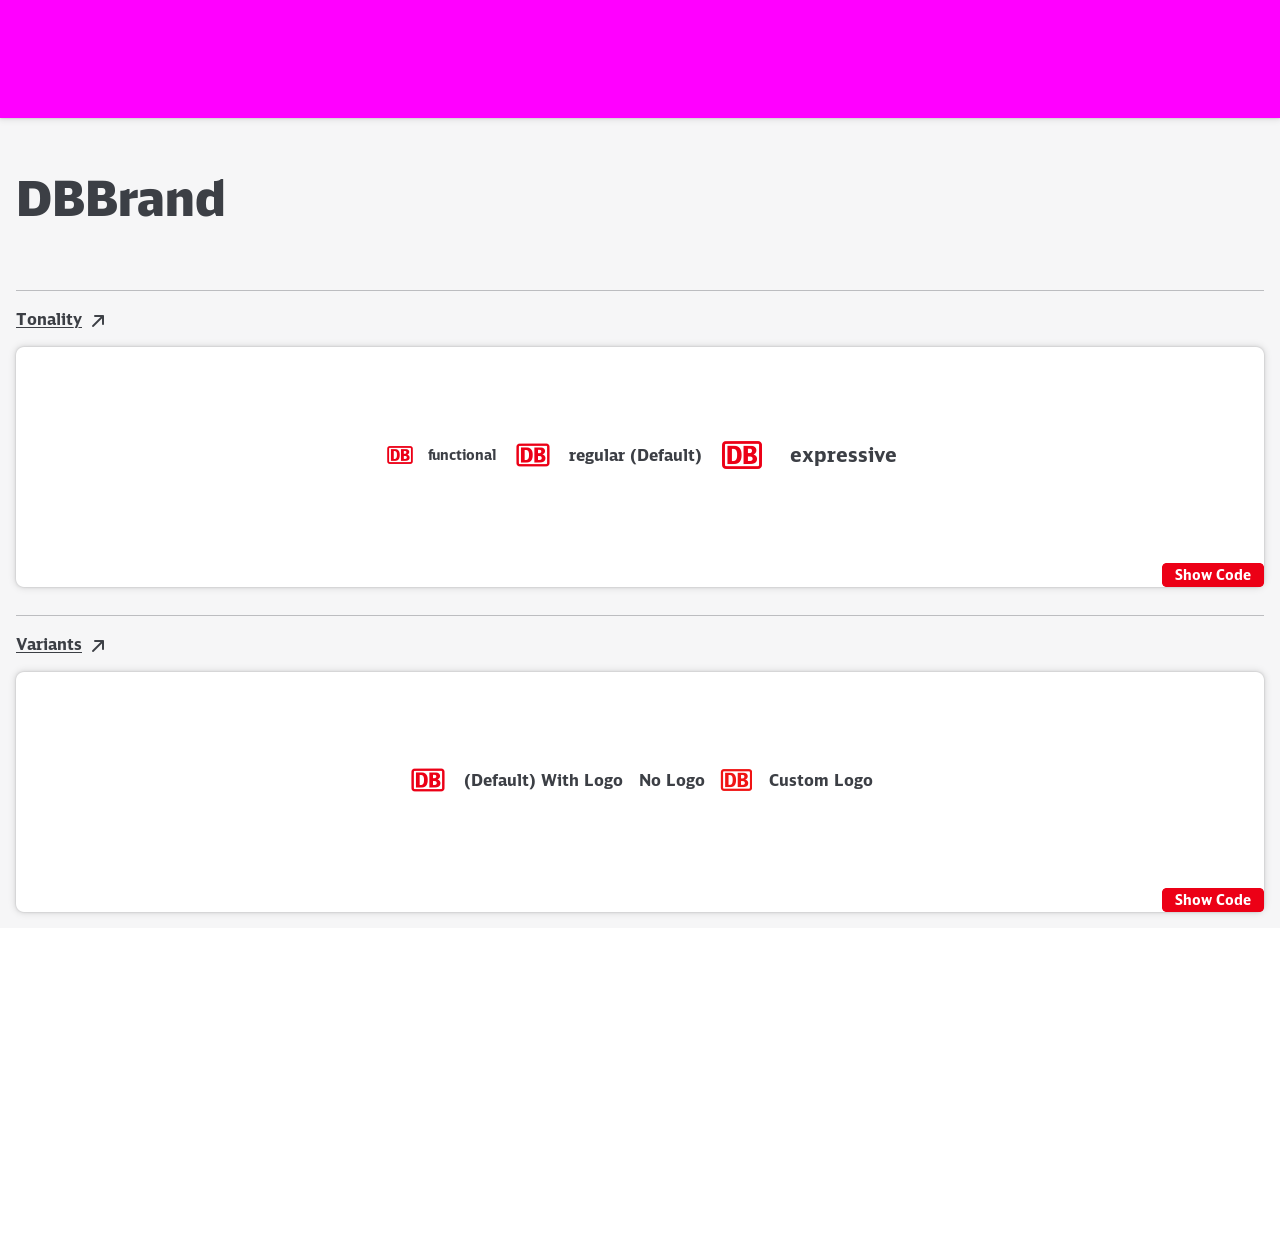 DBBrand
Tonality
DB functional DB regular (Default) DB expressive
Show Code
Variants
DB (Default) With Logo No Logo DB Custom Logo
Show Code